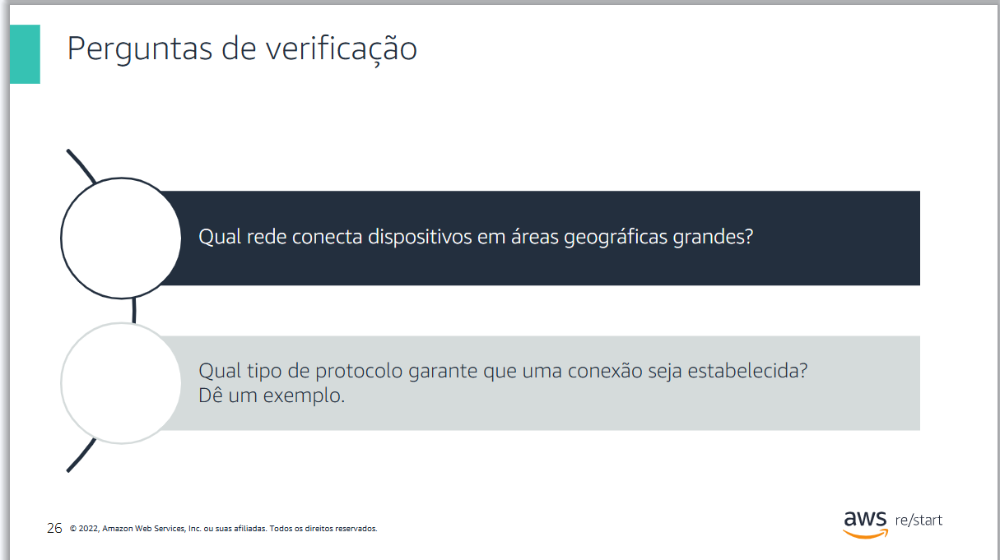 Perguntas de verificação
Qual rede conecta dispositivos em áreas geográficas grandes?
Qual tipo de protocolo garante que uma conexão seja estabelecida?
Dê um exemplo.
26 © 2022, Amazon Web Services, Inc. ou suas afiliadas. Todos os direitos reservados.
aws re/start